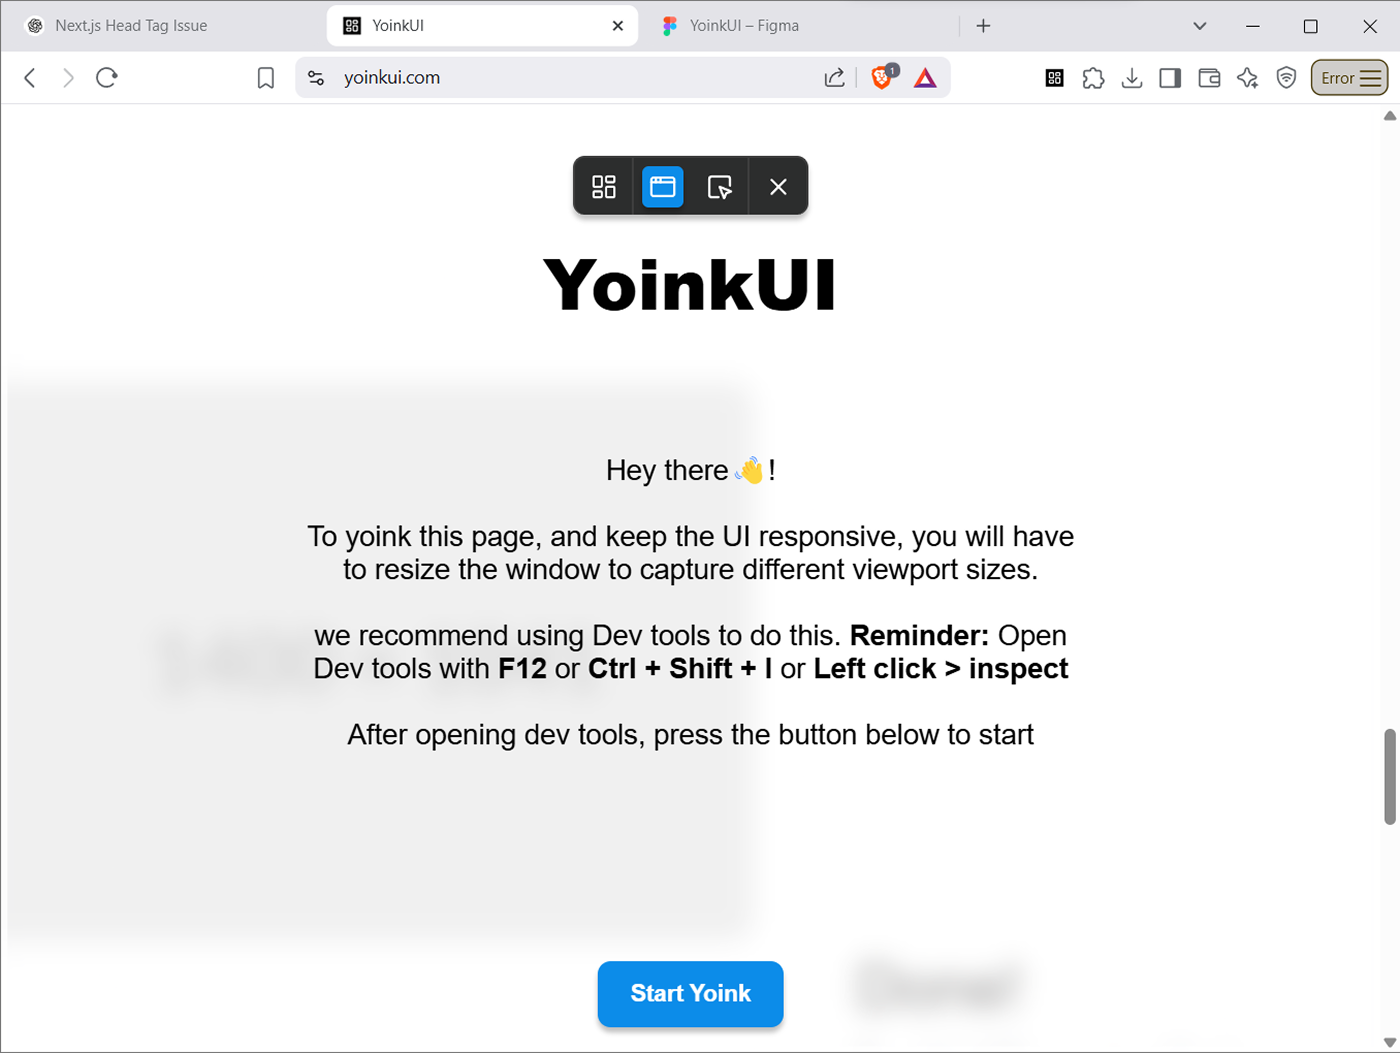 Next.js Head Tag Issue
YoinkUI
YoinkUI – Figma
yoinkui.com
1
Error
YoinkUI
Hey there 👋 !
To yoink this page, and keep the UI responsive, you will have
to resize the window to capture different viewport sizes.
we recommend using Dev tools to do this. Reminder: Open
Dev tools with F12 or Ctrl + Shift + I or Left click > inspect
After opening dev tools, press the button below to start
Start Yoink
Done!